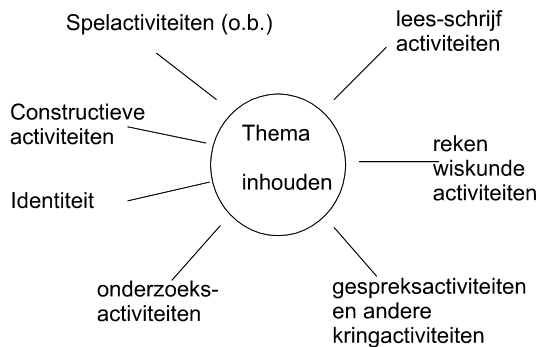 Spelactiviteiten (o.b.)
lees-schrijf
activiteiten
Constructieve
activiteiten
Thema
inhouden
reken
wiskunde
activiteiten
Identiteit
onderzoeks-
activiteiten
gespreksactiviteiten
en andere
kringactiviteiten